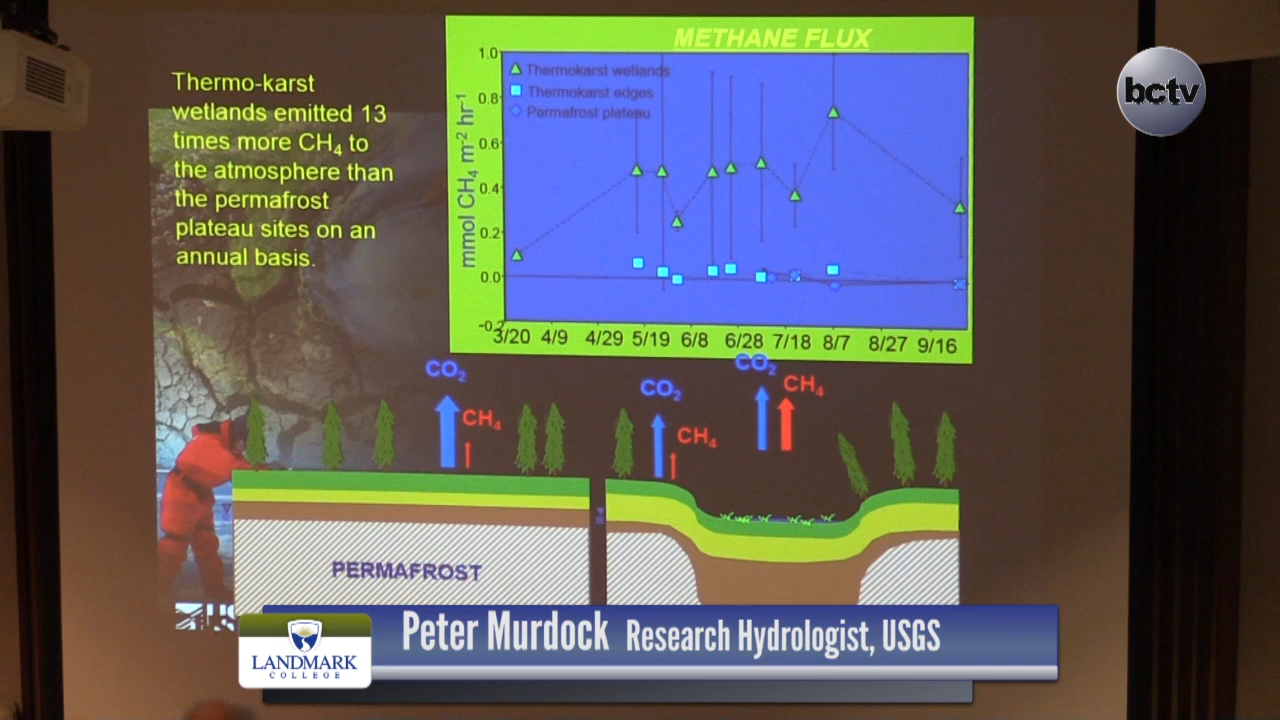 Thermo-karst
wetlands emitted 13
times more CH₄ to
the atmosphere than
the permafrost
plateau sites on an
annual basis.
METHANE FLUX
Thermokarst wetlands
Thermokarst edges
Permafrost plateau
mmol CH₄ m⁻² hr⁻¹
1.0
0.8
0.6
0.4
0.2
0.0
-0.2
3/20 4/9 4/29 5/19 6/8 6/28 7/18 8/7 8/27 9/16
bctv
CO₂
CH₄
CO₂
CH₄
CO₂
CH₄
PERMAFROST
LANDMARK
COLLEGE
Peter Murdock Research Hydrologist, USGS